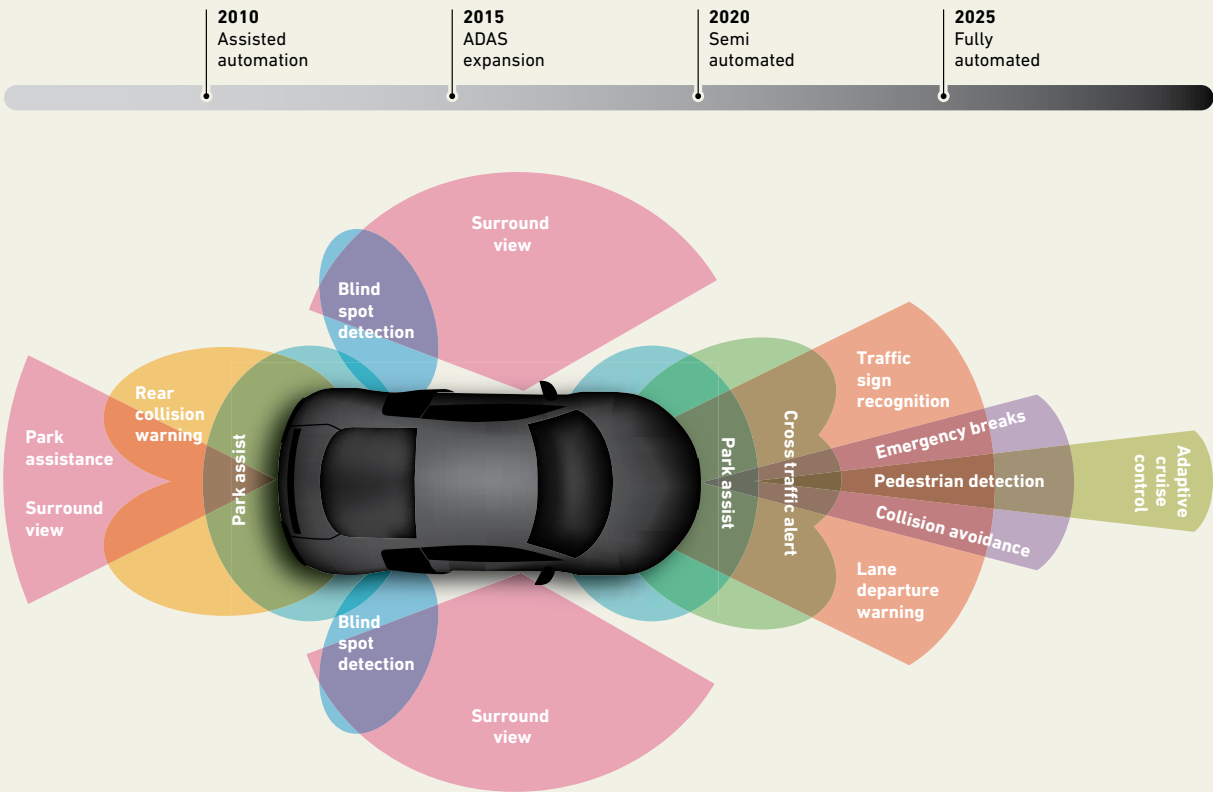 2010
Assisted
automation
2015
ADAS
expansion
2020
Semi
automated
2025
Fully
automated
Surround
view
Blind
spot
detection
Rear
collision
warning
Park
assistance
Surround
view
Park assist
Park assist
Cross traffic alert
Traffic
sign
recognition
Emergency breaks
Pedestrian detection
Collision avoidance
Adaptive
cruise
control
Lane
departure
warning
Blind
spot
detection
Surround
view